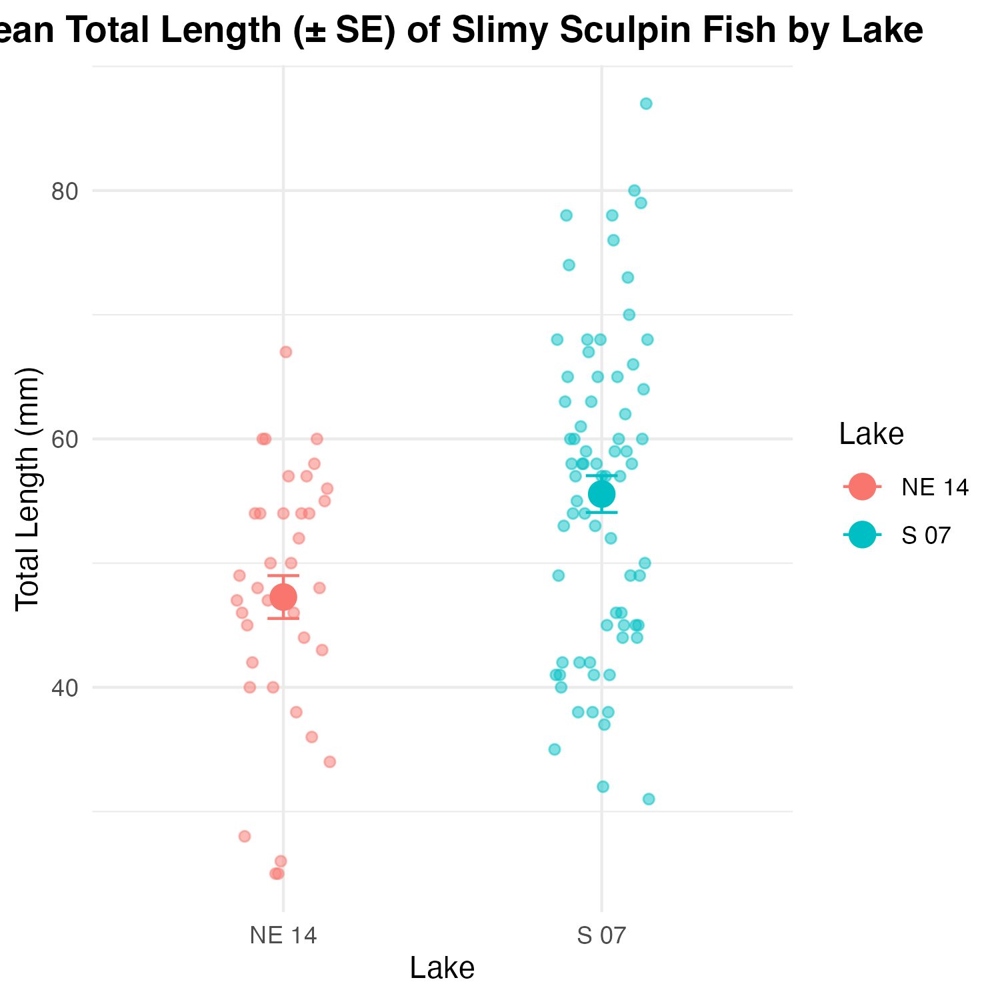 ean Total Length (± SE) of Slimy Sculpin Fish by Lake
80
60
40
Total Length (mm)
NE 14
S 07
Lake
Lake
NE 14
S 07